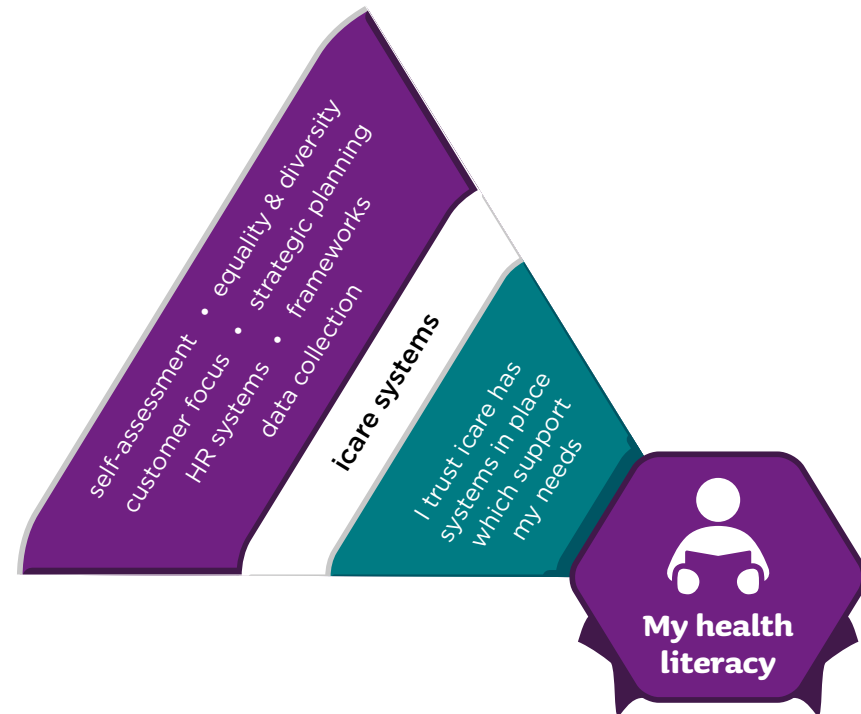 self-assessment • equality & diversity
customer focus • strategic planning
HR systems • frameworks
data collection
icare systems
I trust icare has
systems in place
which support
my needs
My health
literacy